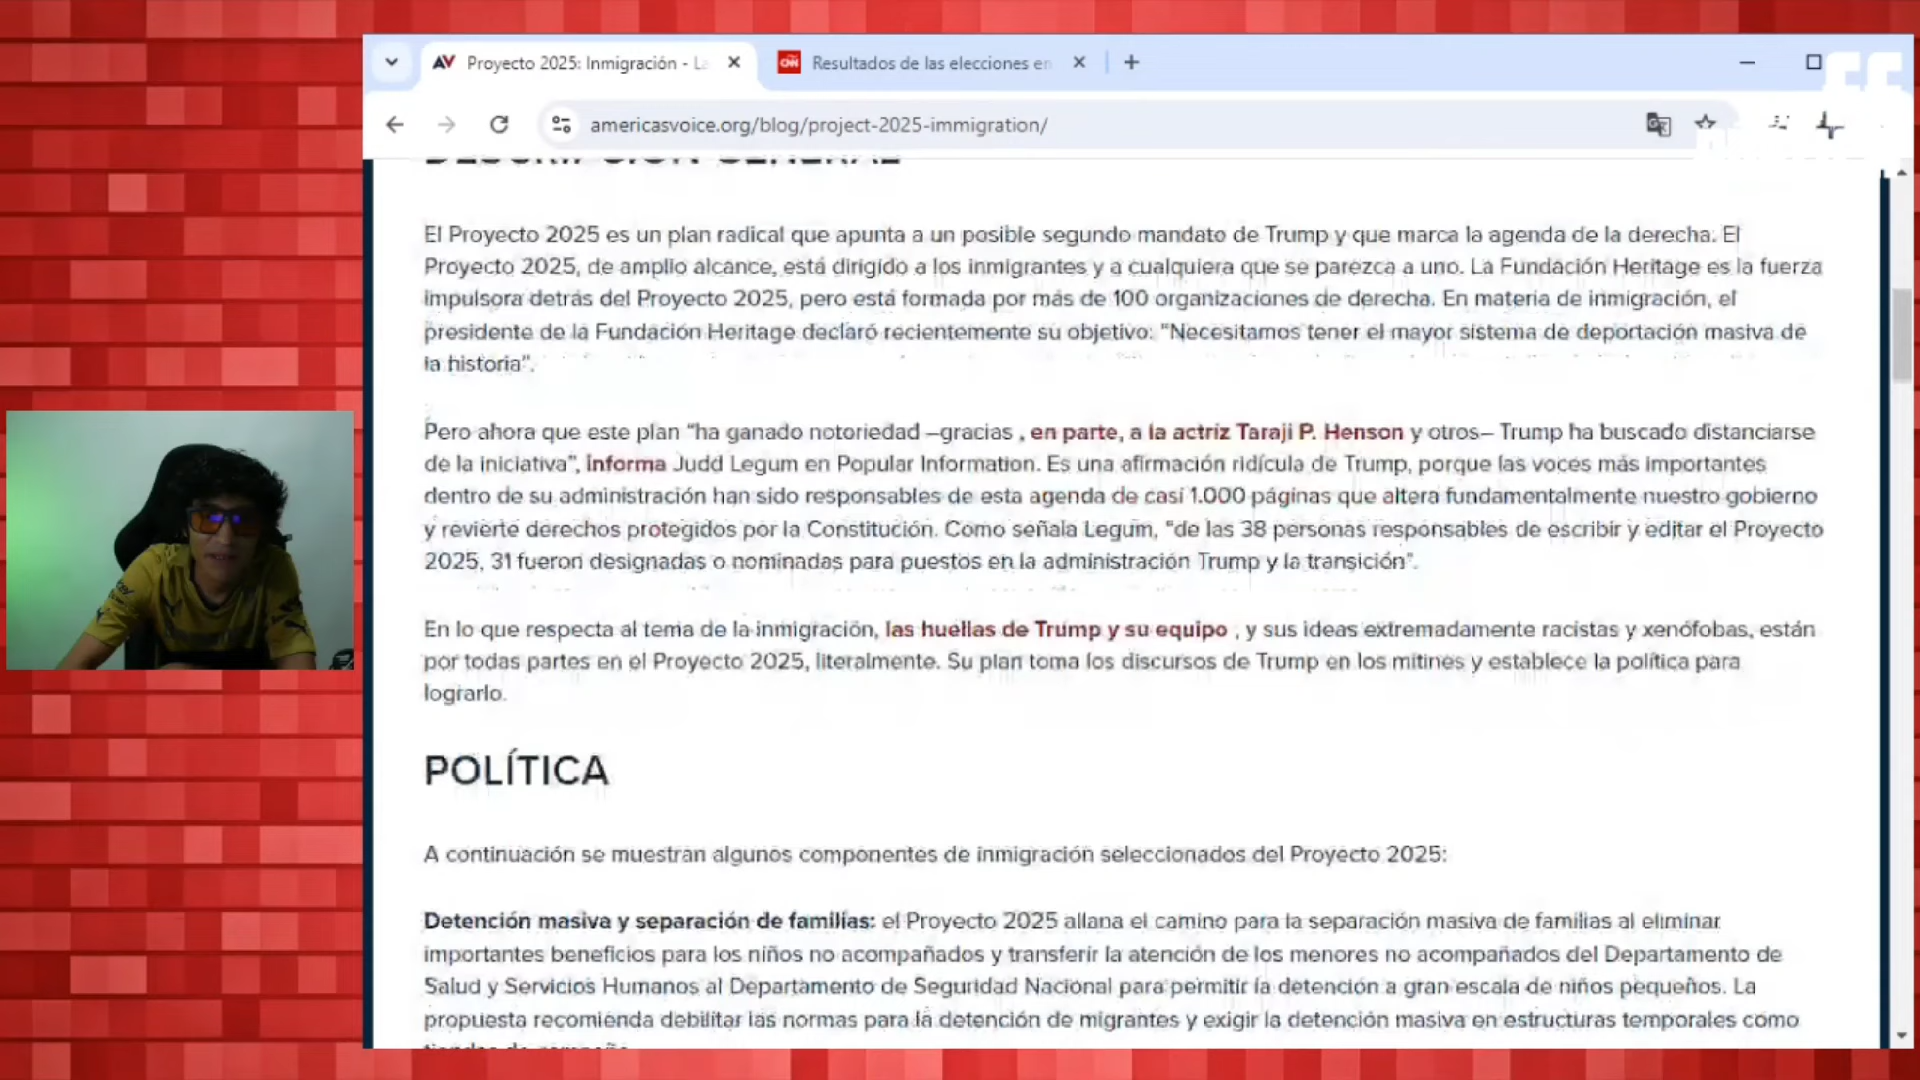 Proyecto 2025: Inmigración - La
CNN
Resultados de las elecciones en
americasvoice.org/blog/project-2025-immigration/
DESCRIPCIÓN GENERAL
El Proyecto 2025 es un plan radical que apunta a un posible segundo mandato de Trump y que marca la agenda de la derecha. El
Proyecto 2025, de amplio alcance, está dirigido a los inmigrantes y a cualquiera que se parezca a uno. La Fundación Heritage es la fuerza
impulsora detrás del Proyecto 2025, pero está formada por más de 100 organizaciones de derecha. En materia de inmigración, el
presidente de la Fundación Heritage declaró recientemente su objetivo: "Necesitamos tener el mayor sistema de deportación masiva de
la historia".
Pero ahora que este plan "ha ganado notoriedad –gracias , en parte, a la actriz Taraji P. Henson y otros– Trump ha buscado distanciarse
de la iniciativa", informa Judd Legum en Popular Information. Es una afirmación ridícula de Trump, porque las voces más importantes
dentro de su administración han sido responsables de esta agenda de casi 1.000 páginas que altera fundamentalmente nuestro gobierno
y revierte derechos protegidos por la Constitución. Como señala Legum, "de las 38 personas responsables de escribir y editar el Proyecto
2025, 31 fueron designadas o nominadas para puestos en la administración Trump y la transición".
En lo que respecta al tema de la inmigración, las huellas de Trump y su equipo , y sus ideas extremadamente racistas y xenófobas, están
por todas partes en el Proyecto 2025, literalmente. Su plan toma los discursos de Trump en los mítines y establece la política para
lograrlo.
POLÍTICA
A continuación se muestran algunos componentes de inmigración seleccionados del Proyecto 2025:
Detención masiva y separación de familias: el Proyecto 2025 allana el camino para la separación masiva de familias al eliminar
importantes beneficios para los niños no acompañados y transferir la atención de los menores no acompañados del Departamento de
Salud y Servicios Humanos al Departamento de Seguridad Nacional para permitir la detención a gran escala de niños pequeños. La
propuesta recomienda debilitar las normas para la detención de migrantes y exigir la detención masiva en estructuras temporales como